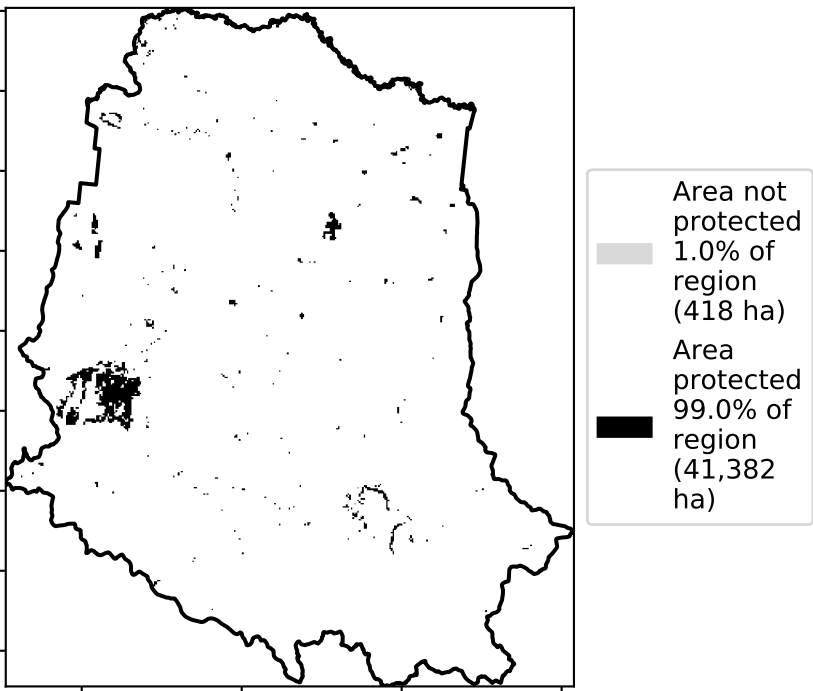 Area not
protected
1.0% of
region
(418 ha)
Area
protected
99.0% of
region
(41,382
ha)